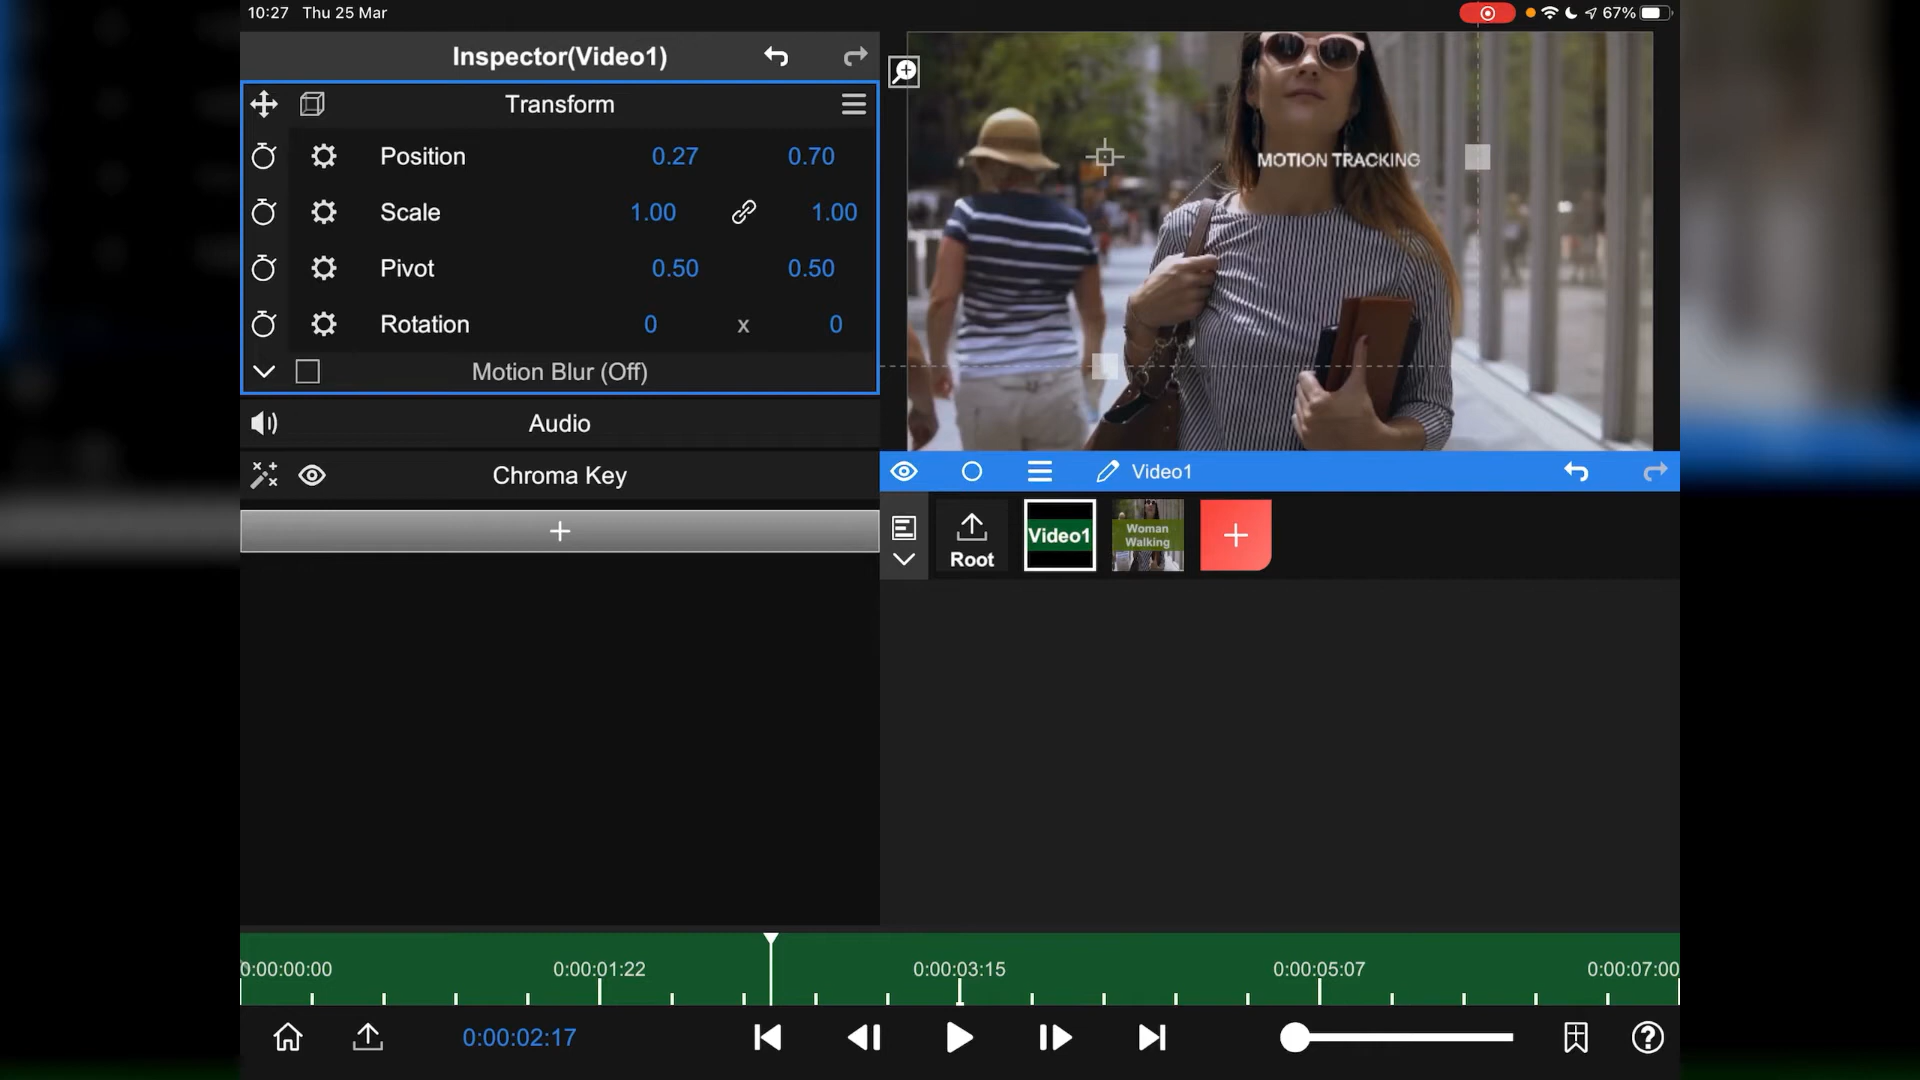 10:27 Thu 25 Mar
67%
Inspector(Video1)
Transform
Position 0.27 0.70
Scale 1.00 1.00
Pivot 0.50 0.50
Rotation 0 x 0
Motion Blur (Off)
Audio
Chroma Key
+
MOTION TRACKING
Video1
Root
Video1
Woman
Walking
+
0:00:00:00 0:00:01:22 0:00:03:15 0:00:05:07 0:00:07:00
0:00:02:17